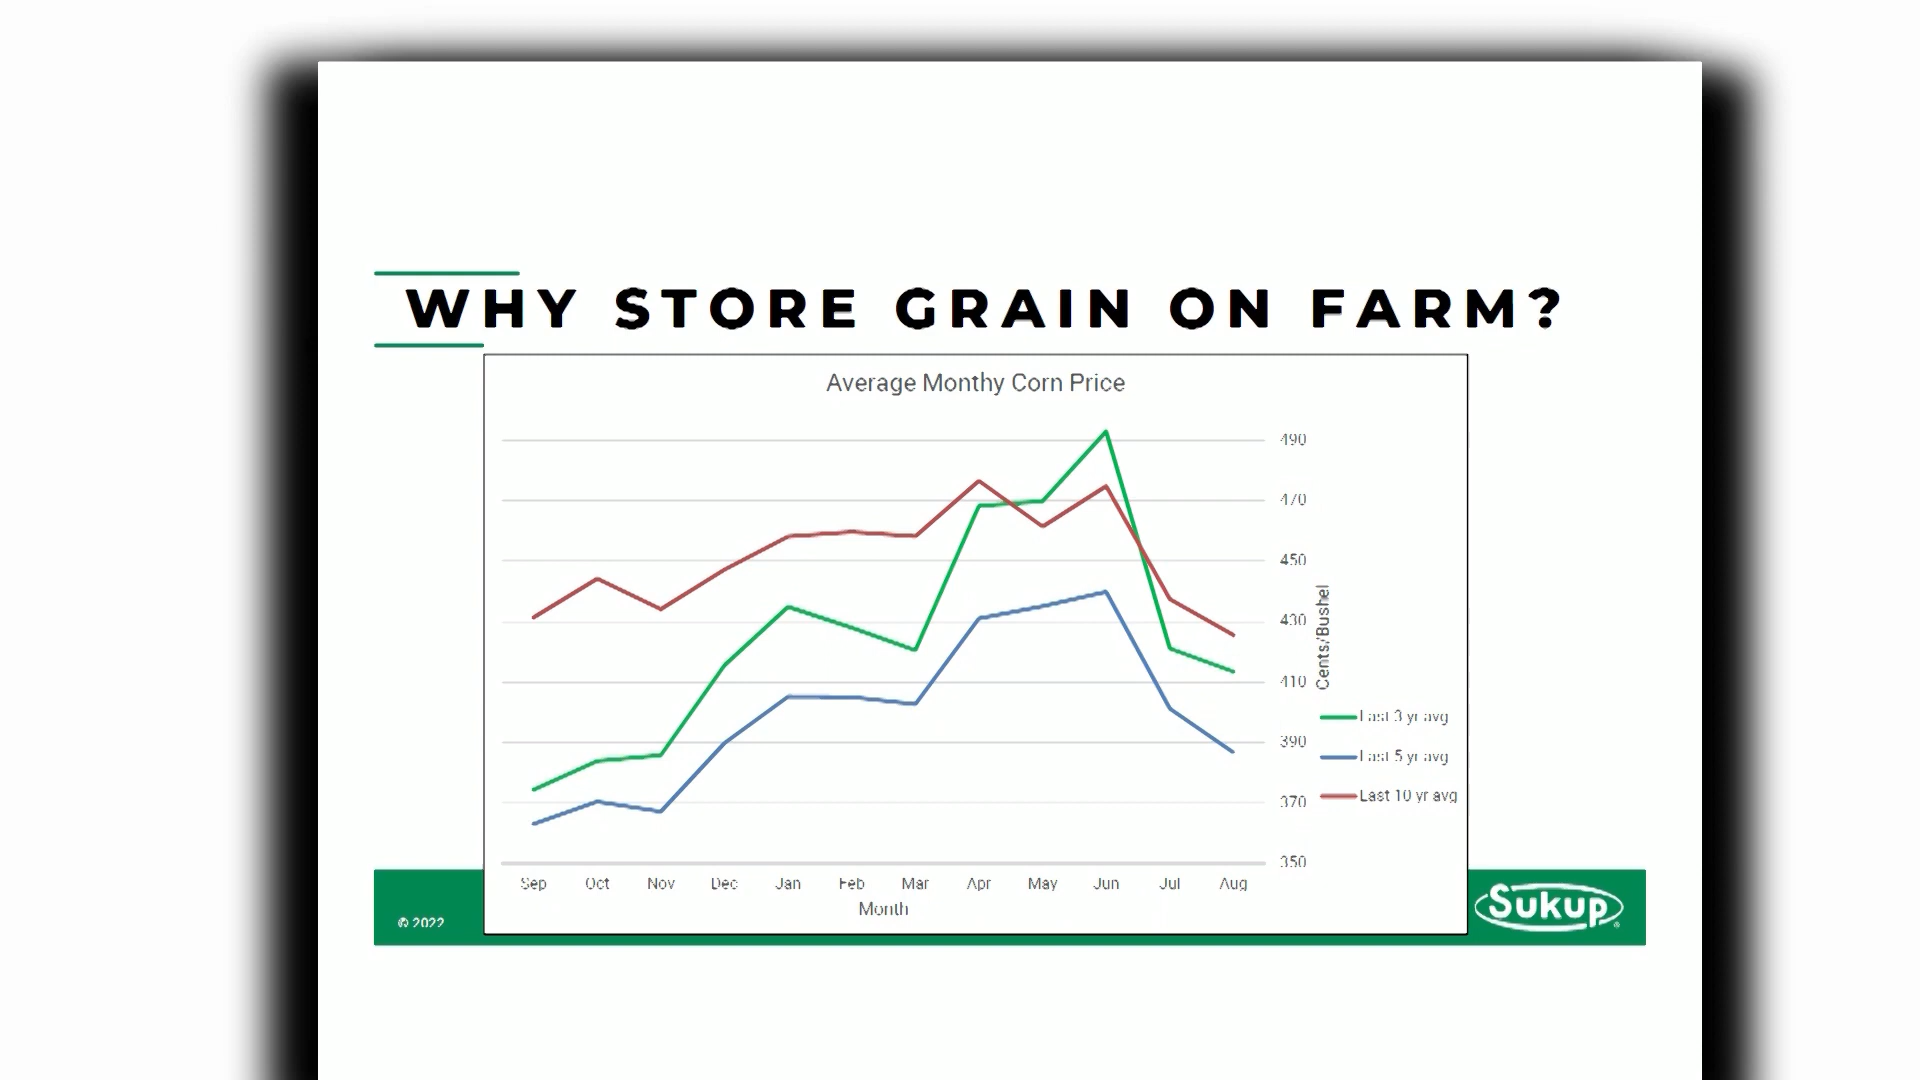 WHY STORE GRAIN ON FARM?
Average Monthy Corn Price
490
470
450
430
410
390
370
350
Cents/Bushel
Last 3 yr avg
Last 5 yr avg
Last 10 yr avg
Sep Oct Nov Dec Jan Feb Mar Apr May Jun Jul Aug
Month
© 2022
Sukup®